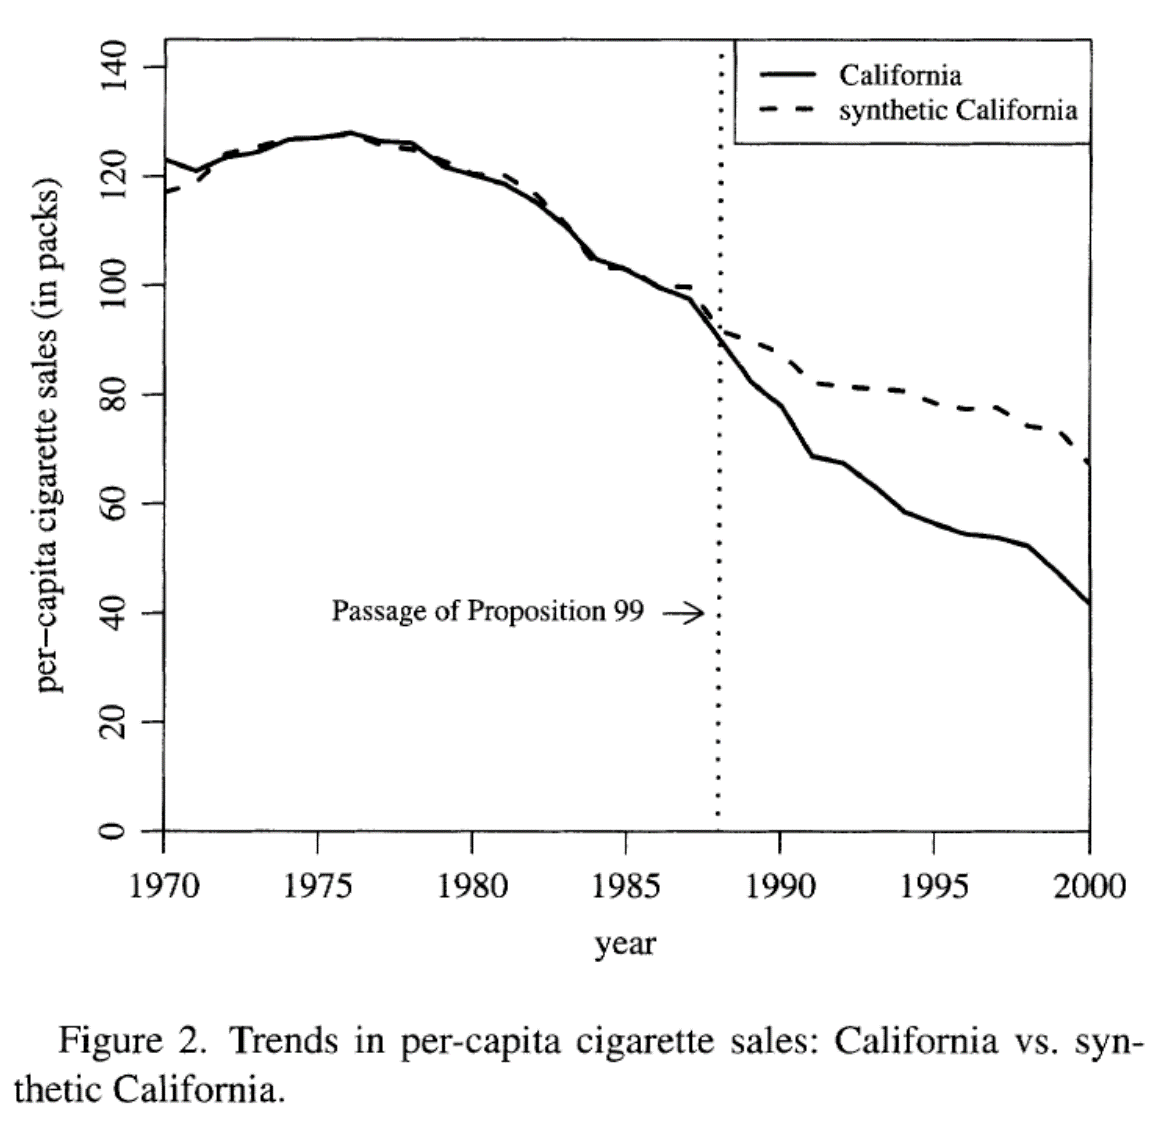 140
120
100
80
60
40
20
0
per-capita cigarette sales (in packs)
California
synthetic California
Passage of Proposition 99
1970 1975 1980 1985 1990 1995 2000
year
Figure 2. Trends in per-capita cigarette sales: California vs. syn-
thetic California.